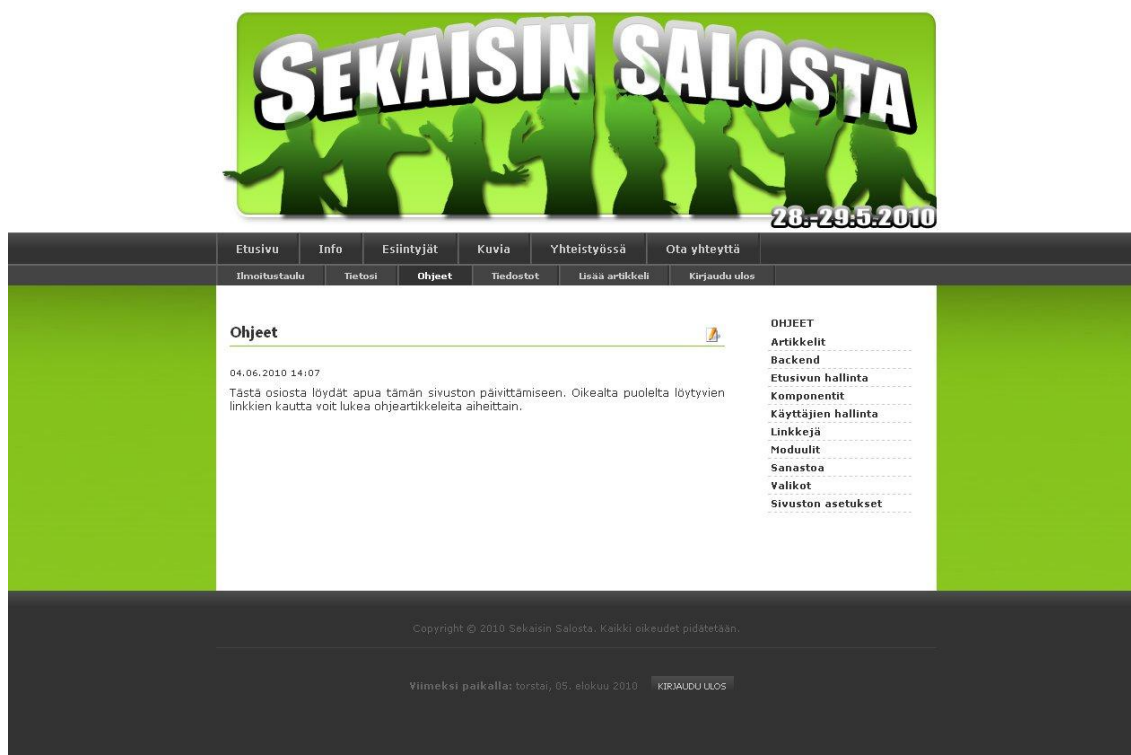 SEKAISIN SALOSTA
28.-29.5.2010
Etusivu Info Esiintyjät Kuvia Yhteistyössä Ota yhteyttä
Ilmoitustaulu Tietosi Ohjeet Tiedostot Lisää artikkeli Kirjaudu ulos
Ohjeet
04.06.2010 14:07
Tästä osiosta löydät apua tämän sivuston päivittämiseen. Oikealta puolelta löytyvien
linkkien kautta voit lukea ohjeartikkeleita aiheittain.
OHJEET
Artikkelit
Backend
Etusivun hallinta
Komponentit
Käyttäjien hallinta
Linkkejä
Moduulit
Sanastoa
Valikot
Sivuston asetukset
Copyright © 2010 Sekaisin Salosta. Kaikki oikeudet pidätetään.
Viimeksi paikalla: torstai, 05. elokuu 2010 KIRJAUDU ULOS